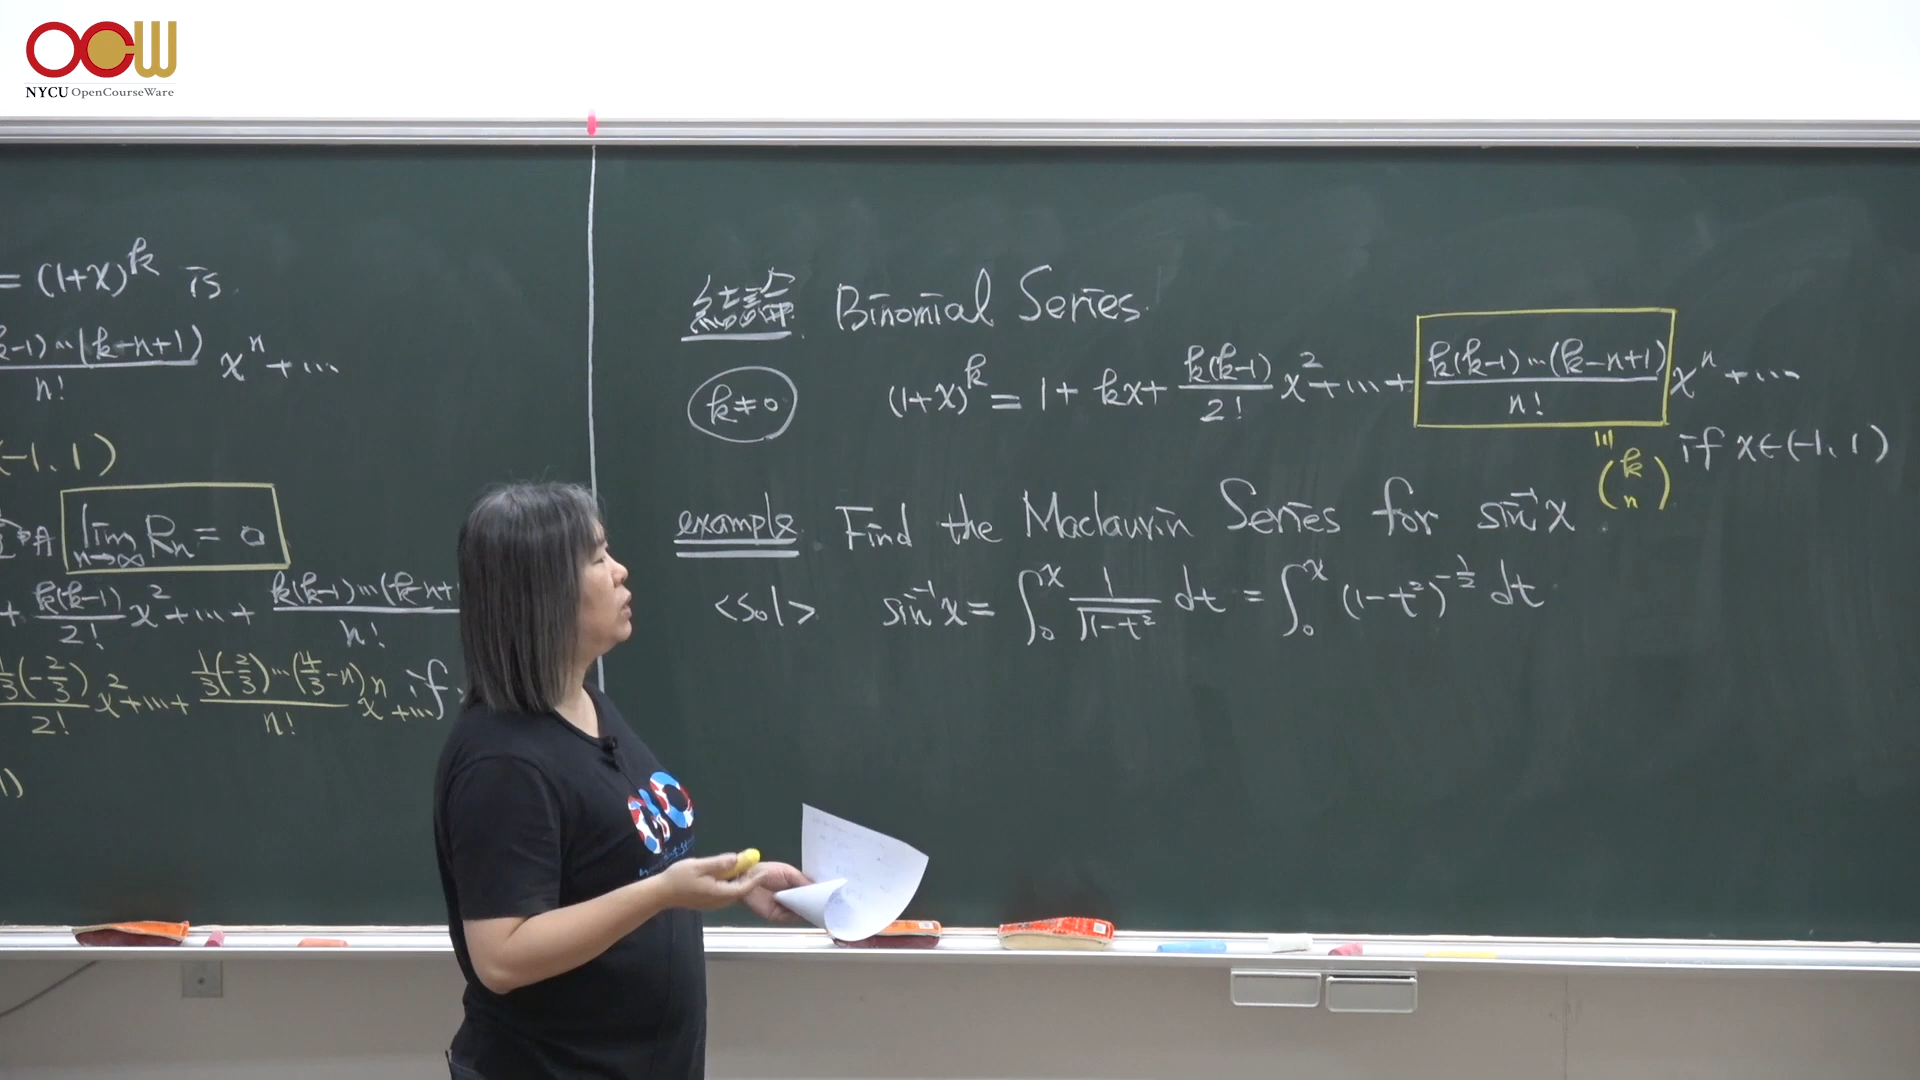 OCW
NYCU OpenCourseWare
= (1+x)^k is
k-1)…(k-n+1) / n! x^n + …
(-1, 1)
lim_{n→∞} R_n = 0
+ k(k-1)/2! x^2 + … + k(k-1)…(k-n+ / n!
1/3(-2/3)/2! x^2 + … + 1/3(-2/3)…(4/3-n)/n! x^n + … if
1)
結論 Binomial Series.
k≠0 (1+x)^k = 1 + kx + k(k-1)/2! x^2 + … + k(k-1)…(k-n+1)/n! x^n + …
≡ (k n) if x∈(-1, 1)
example Find the Maclaurin Series for sin^{-1} x.
<sol> sin^{-1} x = ∫_0^x 1/√(1-t^2) dt = ∫_0^x (1-t^2)^{-1/2} dt